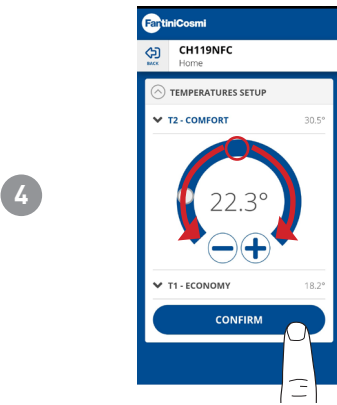 FantiniCosmi
CH119NFC
BACK
Home
TEMPERATURES SETUP
T2 - COMFORT 30.5°
22.3°
4
T1 - ECONOMY 18.2°
CONFIRM